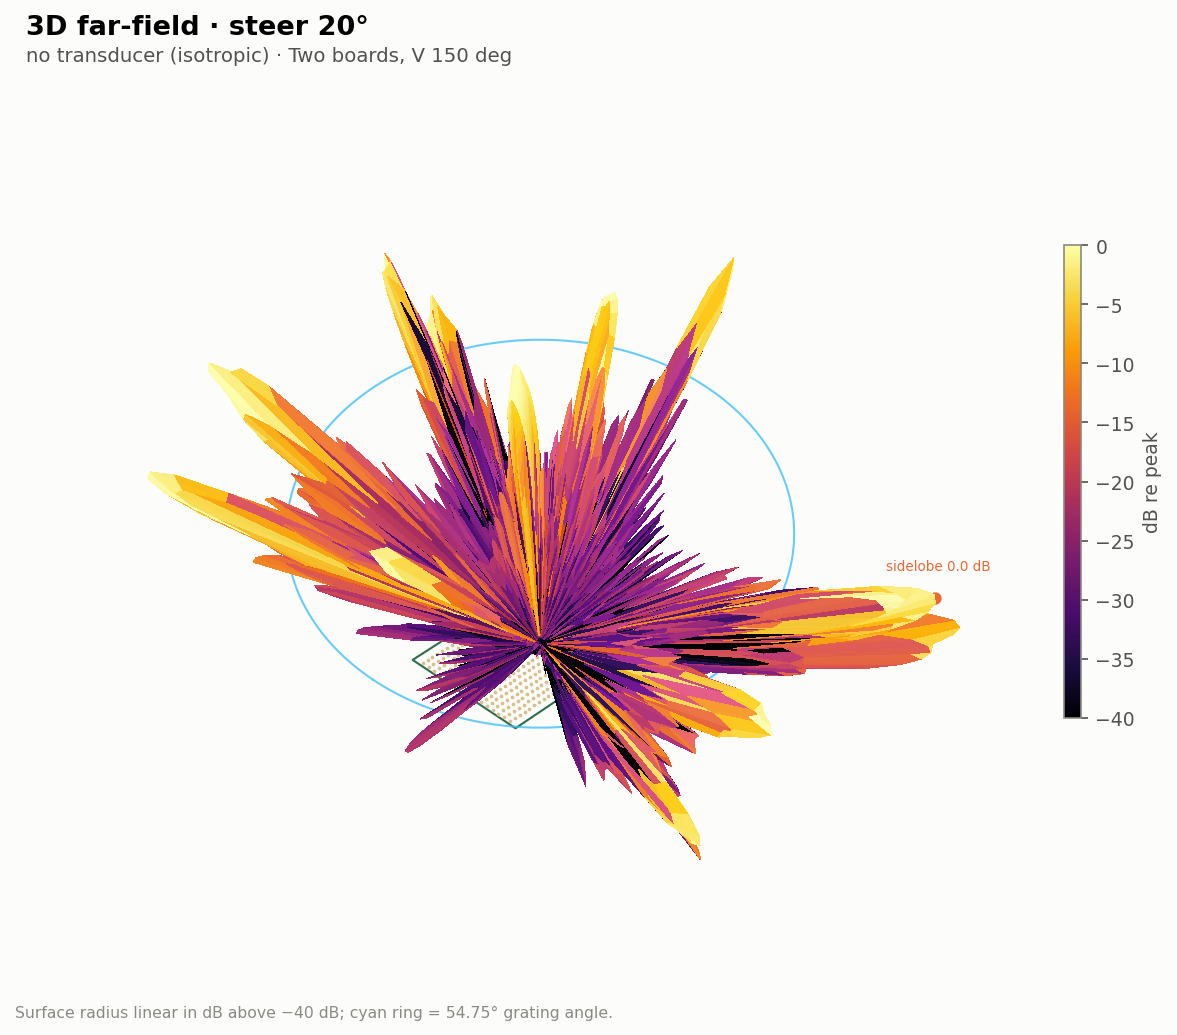 3D far-field · steer 20°
no transducer (isotropic) · Two boards, V 150 deg
sidelobe 0.0 dB
0
−5
−10
−15
−20
−25
−30
−35
−40
dB re peak
Surface radius linear in dB above −40 dB; cyan ring = 54.75° grating angle.